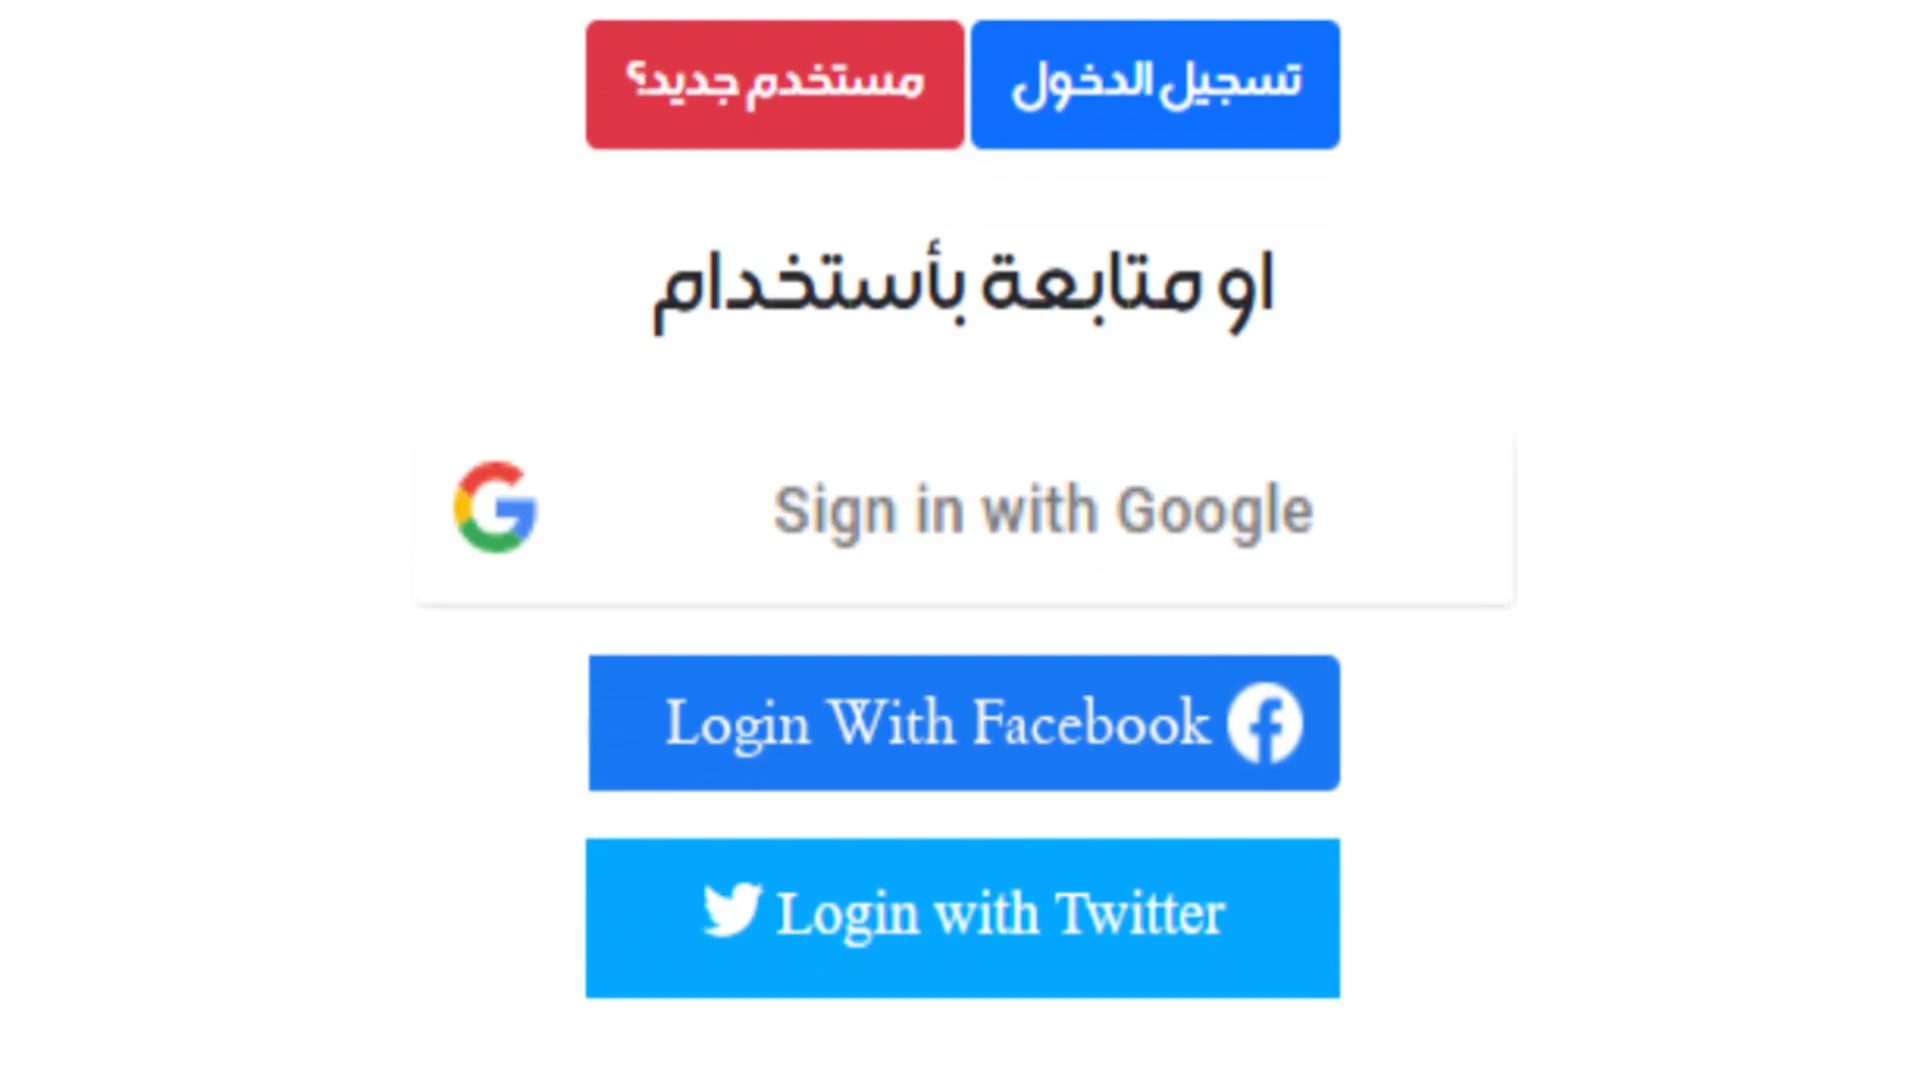 تسجيل الدخول
مستخدم جديد؟
او متابعة بأستخدام
Sign in with Google
Login With Facebook
Login with Twitter